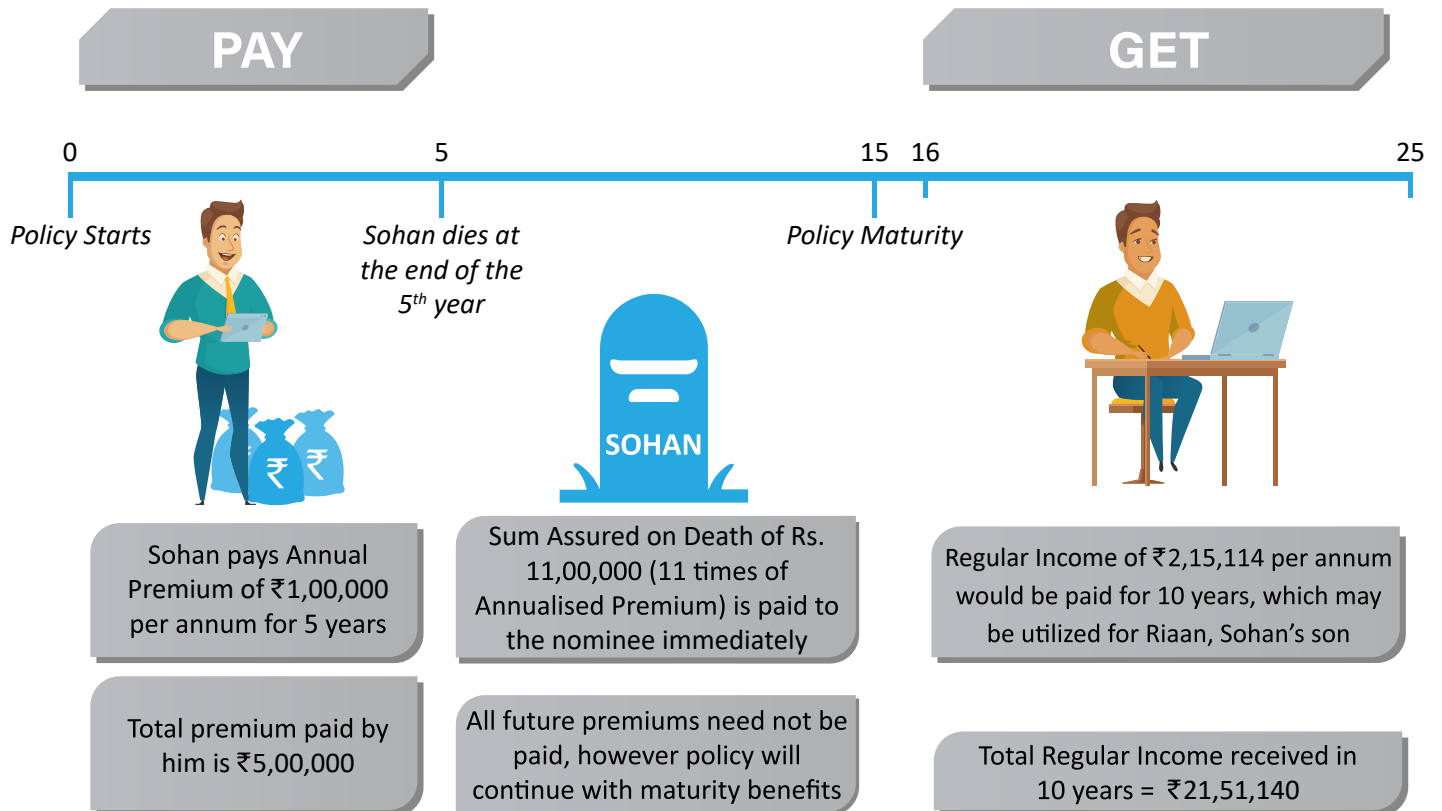 PAY
GET
0
5
15
16
25
Policy Starts
Sohan dies at
the end of the
5th year
Policy Maturity
₹
₹
₹
SOHAN
Sohan pays Annual
Premium of ₹1,00,000
per annum for 5 years
Total premium paid by
him is ₹5,00,000
Sum Assured on Death of Rs.
11,00,000 (11 times of
Annualised Premium) is paid to
the nominee immediately
All future premiums need not be
paid, however policy will
continue with maturity benefits
Regular Income of ₹2,15,114 per annum
would be paid for 10 years, which may
be utilized for Riaan, Sohan’s son
Total Regular Income received in
10 years = ₹21,51,140